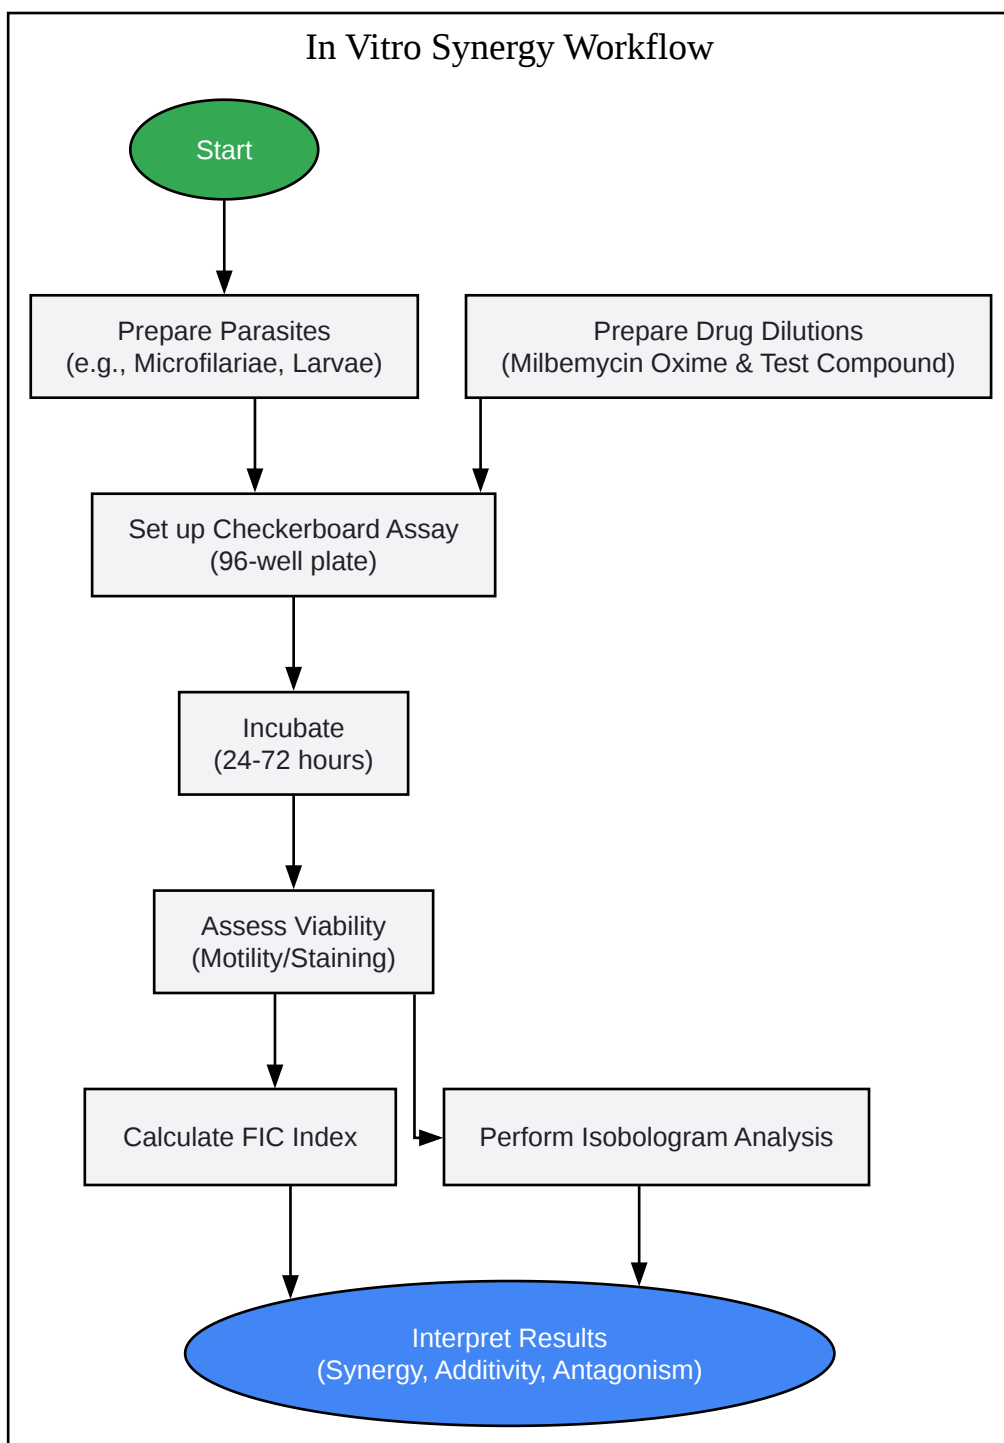 In Vitro Synergy Workflow
Start
Prepare Parasites
(e.g., Microfilariae, Larvae)
Prepare Drug Dilutions
(Milbemycin Oxime & Test Compound)
Set up Checkerboard Assay
(96-well plate)
Incubate
(24-72 hours)
Assess Viability
(Motility/Staining)
Calculate FIC Index
Perform Isobologram Analysis
Interpret Results
(Synergy, Additivity, Antagonism)